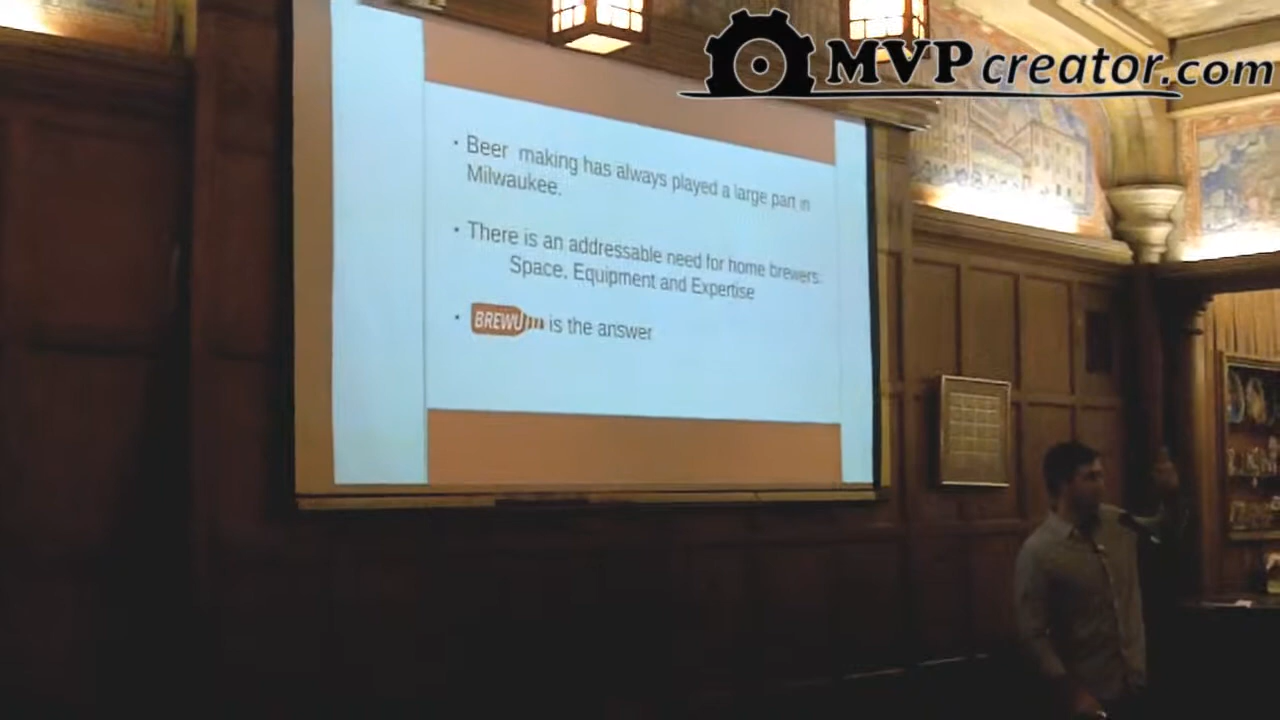 MVPcreator.com
· Beer making has always played a large part in
Milwaukee.
· There is an addressable need for home brewers:
Space, Equipment and Expertise
· BREWU is the answer